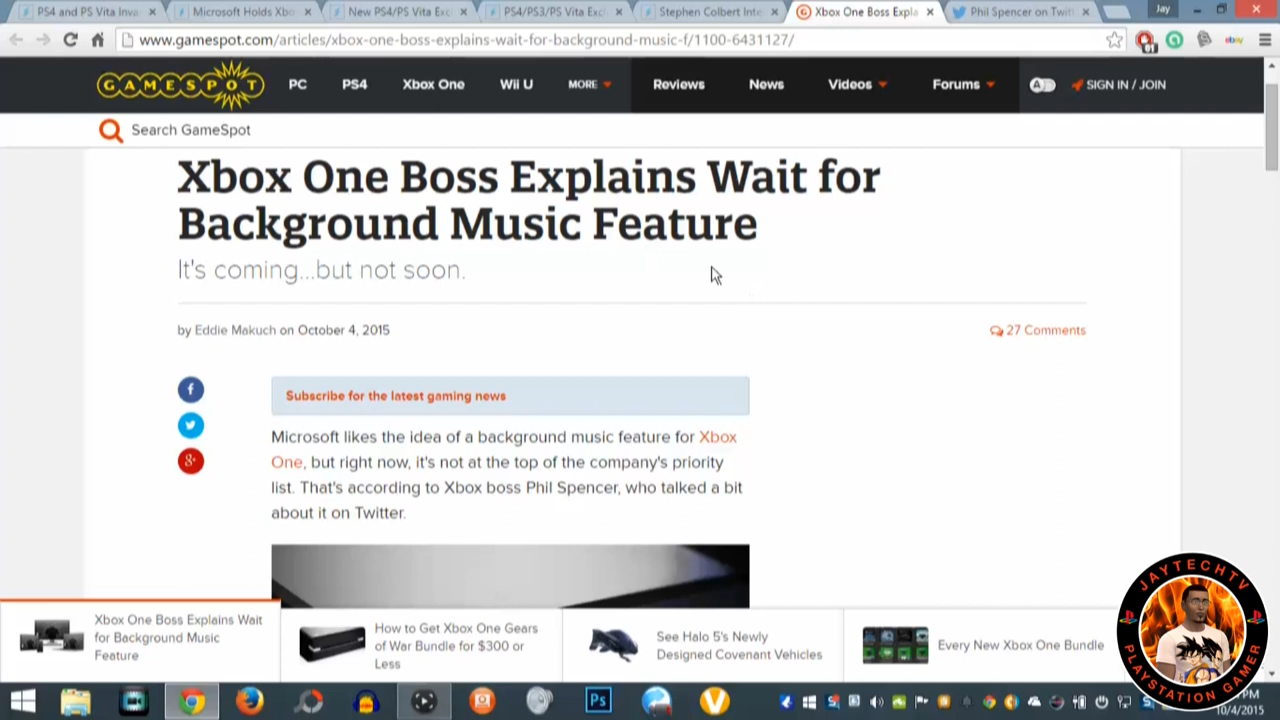 PS4 and PS Vita Inva
Microsoft Holds Xbo
New PS4/PS Vita Exc
PS4/PS3/PS Vita Exc
Stephen Colbert Inte
Xbox One Boss Expla
Phil Spencer on Twitt
Jay
www.gamespot.com/articles/xbox-one-boss-explains-wait-for-background-music-f/1100-6431127/
GAMESPOT
PC
PS4
Xbox One
Wii U
MORE
Reviews
News
Videos
Forums
SIGN IN / JOIN
Search GameSpot
Xbox One Boss Explains Wait for
Background Music Feature
It's coming...but not soon.
by Eddie Makuch on October 4, 2015
27 Comments
Subscribe for the latest gaming news
Microsoft likes the idea of a background music feature for Xbox
One, but right now, it's not at the top of the company's priority
list. That's according to Xbox boss Phil Spencer, who talked a bit
about it on Twitter.
Xbox One Boss Explains Wait
for Background Music
Feature
How to Get Xbox One Gears
of War Bundle for $300 or
Less
See Halo 5's Newly
Designed Covenant Vehicles
Every New Xbox One Bundle
JAYTECHTV
PLAYSTATION GAMER
Ps
PM
10/4/2015